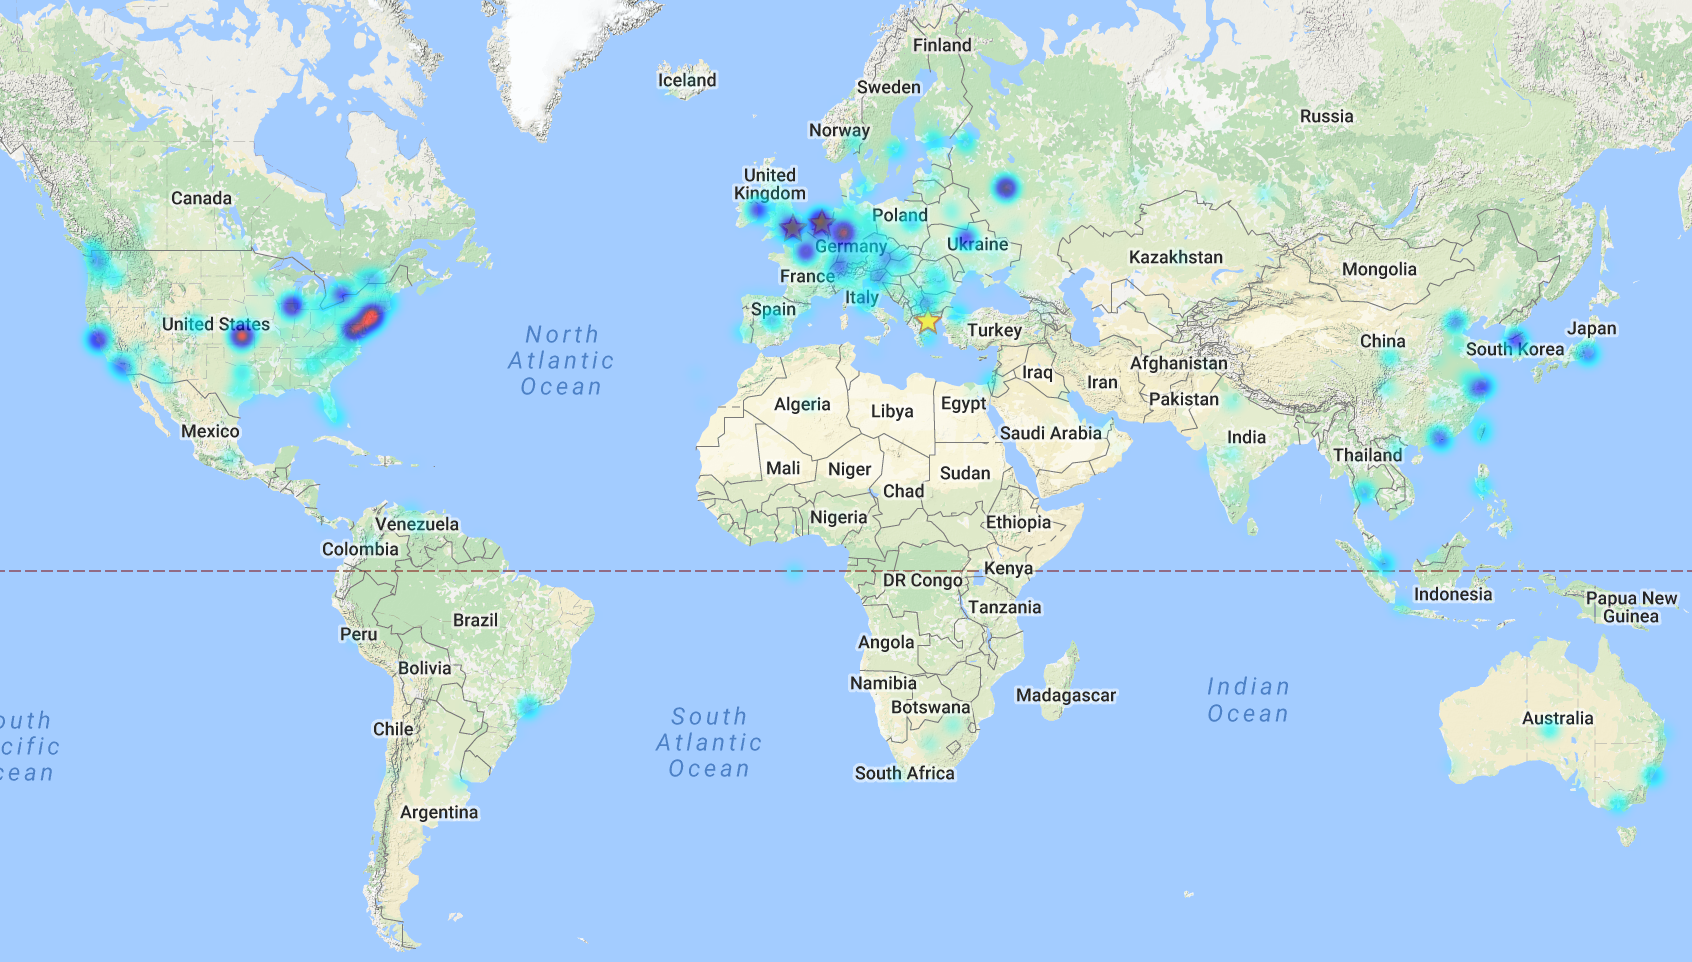 Finland
Iceland
Sweden
Russia
Norway
United
Kingdom
Canada
Poland
Ukraine
Germany
Kazakhstan
Mongolia
France
Italy
Spain
United States
North
Atlantic
Ocean
Turkey
Japan
China
South Korea
Afghanistan
Iraq
Iran
Pakistan
Algeria
Libya
Egypt
Mexico
Saudi Arabia
India
Thailand
Mali
Niger
Sudan
Chad
Venezuela
Nigeria
Ethiopia
Colombia
Kenya
DR Congo
Indonesia
Papua New
Guinea
Tanzania
Brazil
Peru
Angola
Bolivia
Namibia
Madagascar
Indian
Ocean
Botswana
South
Atlantic
Ocean
outh
cific
cean
Australia
Chile
South Africa
Argentina